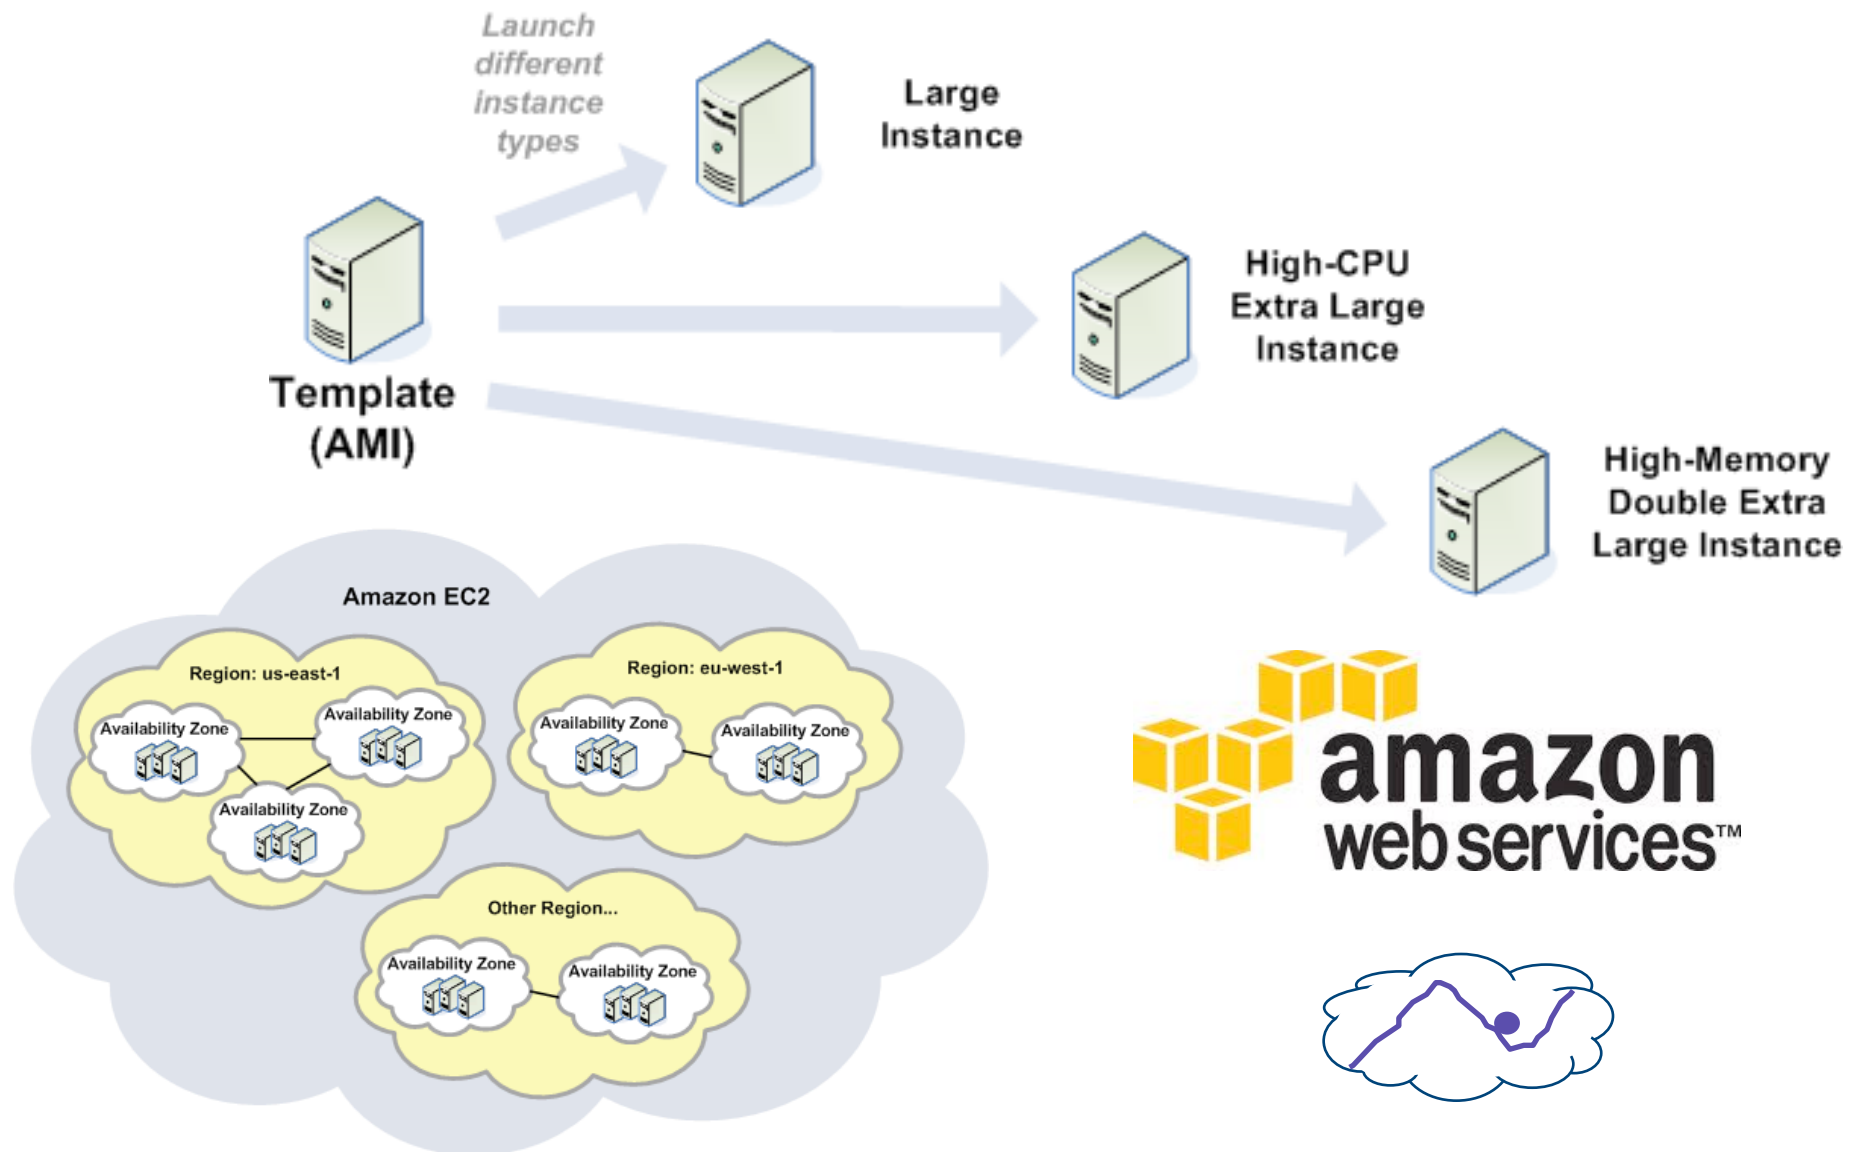 Launch
different
instance
types
Large
Instance
High-CPU
Extra Large
Instance
Template
(AMI)
High-Memory
Double Extra
Large Instance
Amazon EC2
Region: us-east-1
Availability Zone
Availability Zone
Availability Zone
Region: eu-west-1
Availability Zone
Availability Zone
Other Region...
Availability Zone
Availability Zone
amazon
web services™